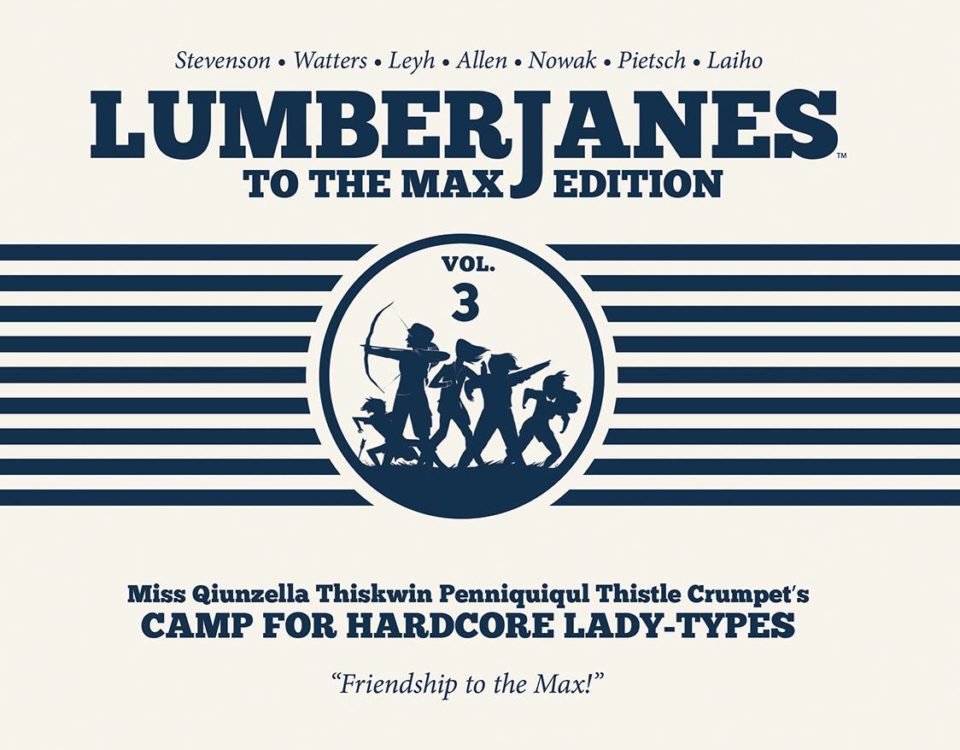 Stevenson • Watters • Leyh • Allen • Nowak • Pietsch • Laiho
LUMBERJANES™
TO THE MAX EDITION
VOL.
3
Miss Qiunzella Thiskwin Penniquiqul Thistle Crumpet's
CAMP FOR HARDCORE LADY-TYPES
“Friendship to the Max!”